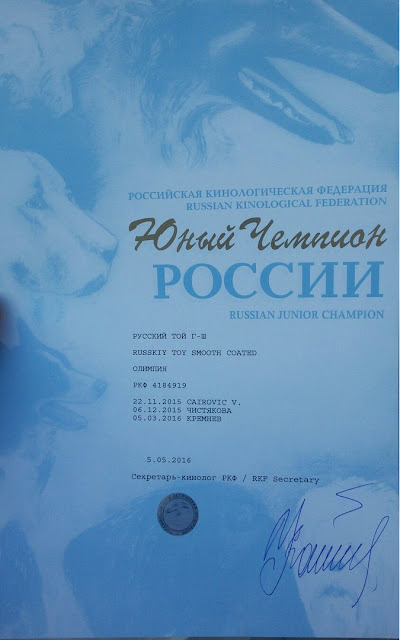 РОССИЙСКАЯ КИНОЛОГИЧЕСКАЯ ФЕДЕРАЦИЯ
RUSSIAN KINOLOGICAL FEDERATION
Юный Чемпион
РОССИИ
RUSSIAN JUNIOR CHAMPION
РУССКИЙ ТОЙ Г-Ш
RUSSKIY TOY SMOOTH COATED
ОЛИМПИЯ
РКФ 4184919
22.11.2015 CAIROVIC V.
06.12.2015 ЧИСТЯКОВА
05.03.2016 КРЕМНЕВ
5.05.2016
Секретарь-кинолог РКФ / RKF Secretary